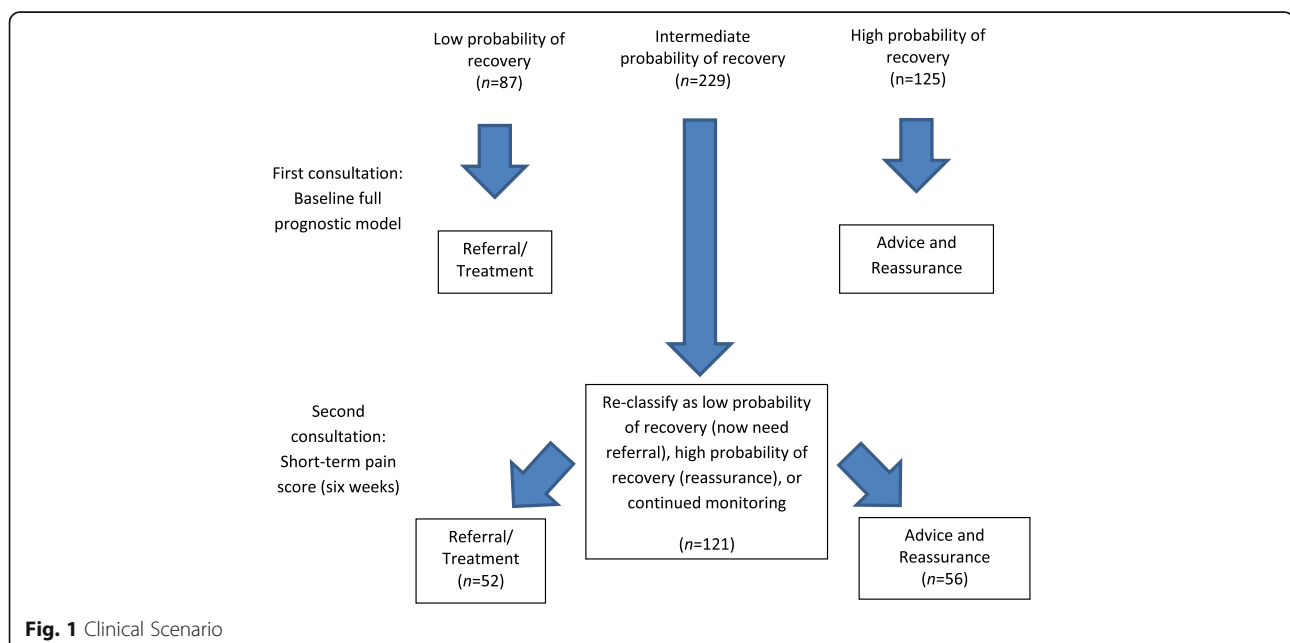 Low probability of
recovery
(n=87)
Intermediate
probability of recovery
(n=229)
High probability of
recovery
(n=125)
First consultation:
Baseline full
prognostic model
Referral/
Treatment
Advice and
Reassurance
Second
consultation:
Short-term pain
score (six weeks)
Re-classify as low probability
of recovery (now need
referral), high probability of
recovery (reassurance), or
continued monitoring
(n=121)
Referral/
Treatment
(n=52)
Advice and
Reassurance
(n=56)
Fig. 1 Clinical Scenario